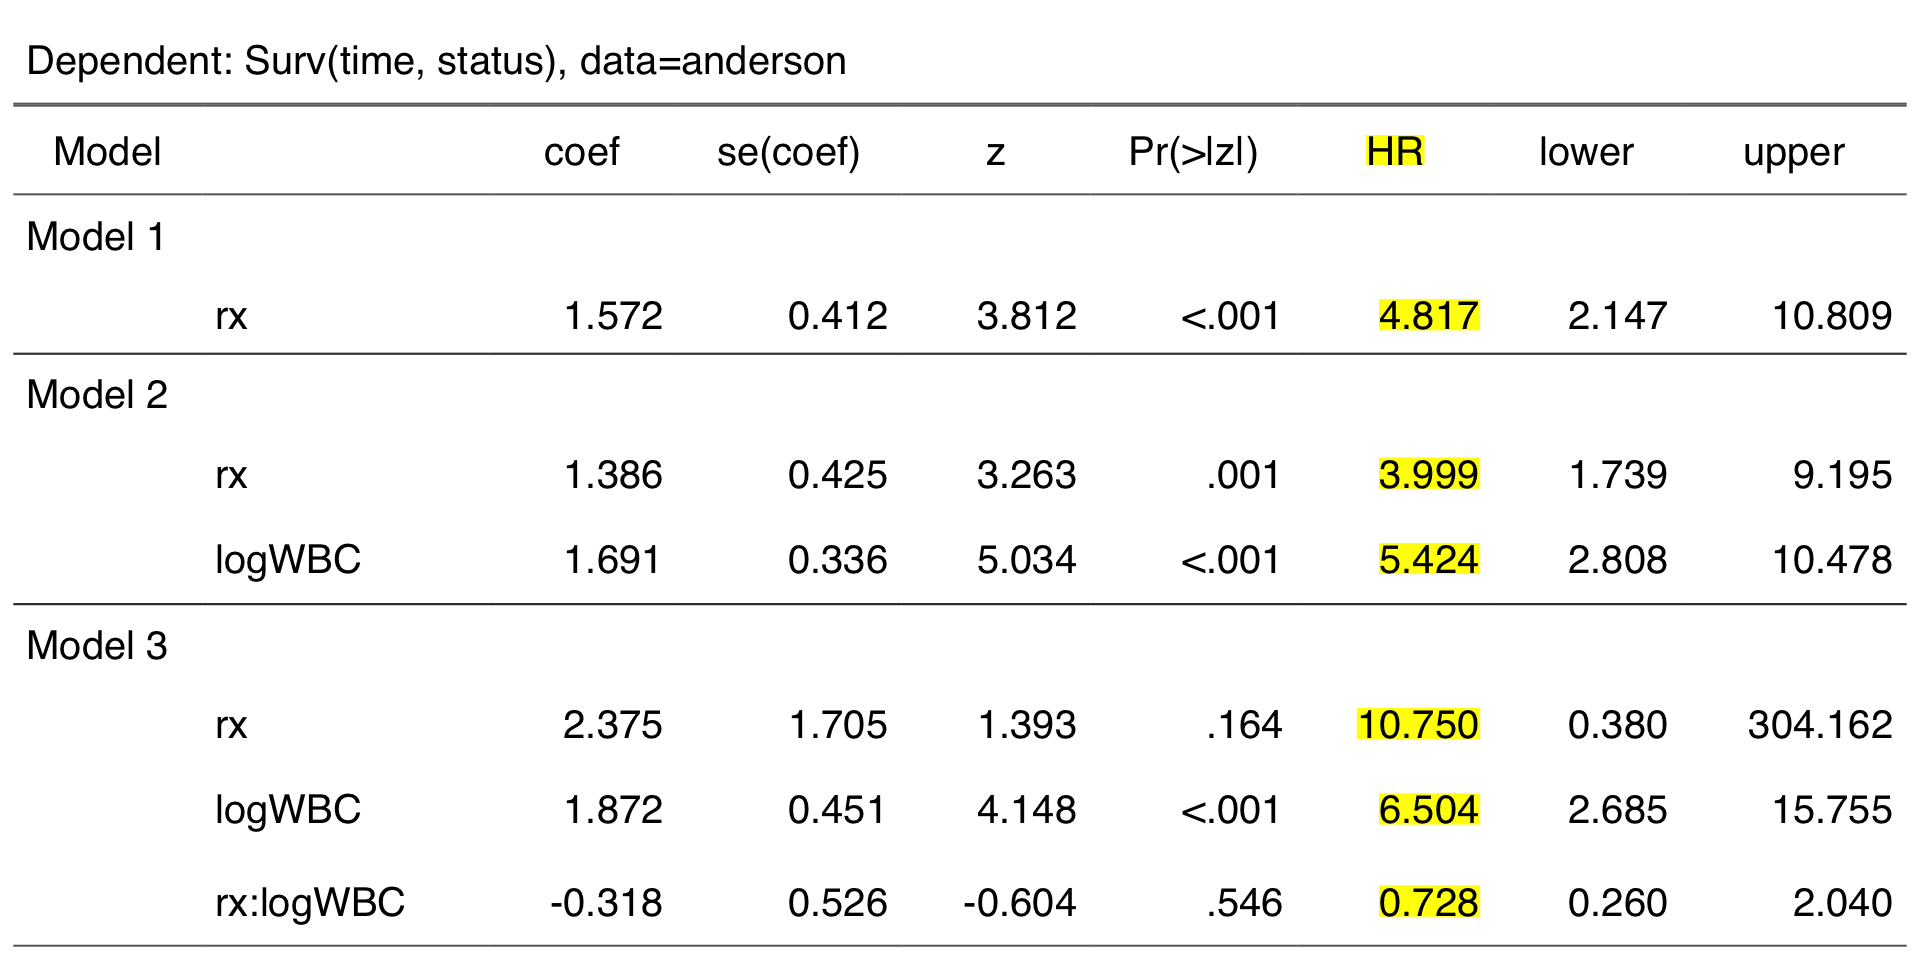 Dependent: Surv(time, status), data=anderson
Model coef se(coef) z Pr(>|z|) HR lower upper
Model 1
rx 1.572 0.412 3.812 <.001 4.817 2.147 10.809
Model 2
rx 1.386 0.425 3.263 .001 3.999 1.739 9.195
logWBC 1.691 0.336 5.034 <.001 5.424 2.808 10.478
Model 3
rx 2.375 1.705 1.393 .164 10.750 0.380 304.162
logWBC 1.872 0.451 4.148 <.001 6.504 2.685 15.755
rx:logWBC -0.318 0.526 -0.604 .546 0.728 0.260 2.040